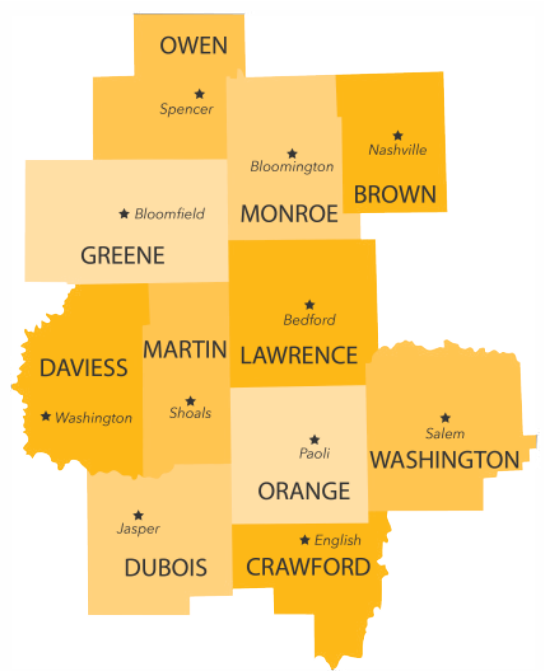 OWEN
Spencer
Bloomington
Nashville
BROWN
MONROE
Bloomfield
GREENE
Bedford
LAWRENCE
MARTIN
DAVIESS
Shoals
Washington
Salem
WASHINGTON
Paoli
ORANGE
Jasper
DUBOIS
English
CRAWFORD